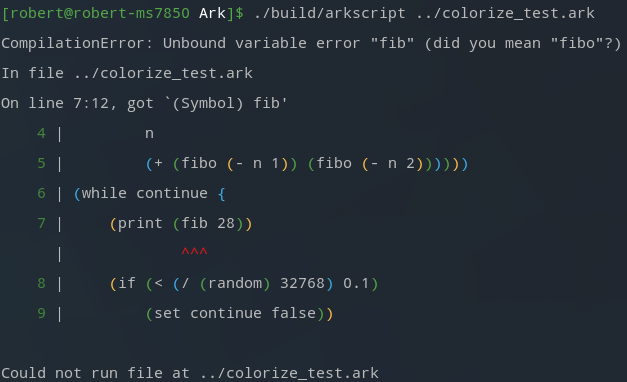 [robert@robert-ms7850 Ark]$ ./build/arkscript ../colorize_test.ark
CompilationError: Unbound variable error "fib" (did you mean "fibo"?)
In file ../colorize_test.ark
On line 7:12, got `(Symbol) fib'
    4 |         n
    5 |         (+ (fibo (- n 1)) (fibo (- n 2))))))
    6 | (while continue {
    7 |     (print (fib 28))
      |             ^^^
    8 |     (if (< (/ (random) 32768) 0.1)
    9 |         (set continue false))
Could not run file at ../colorize_test.ark